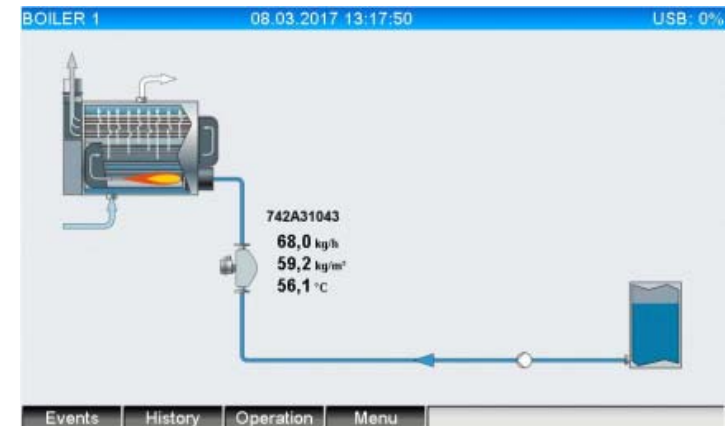 BOILER 1 08.03.2017 13:17:50 USB: 0%
742A31043
68,0 kg/h
59,2 kg/m³
56,1 °C
Events History Operation Menu